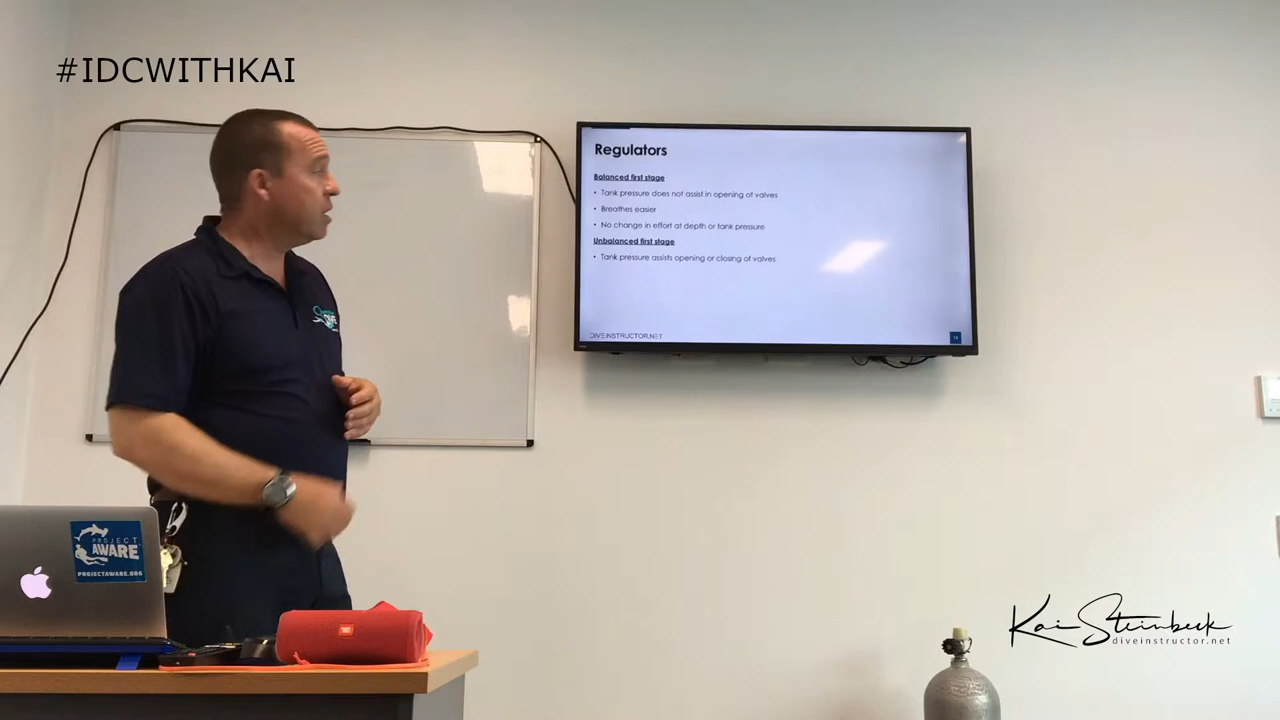 #IDCWITHKAI
Regulators
Balanced first stage
• Tank pressure does not assist in opening of valves
• Breathes easier
• No change in effort at depth or tank pressure
Unbalanced first stage
• Tank pressure assists opening or closing of valves
DIVEINSTRUCTOR.NET
DIVE
PROJECT
AWARE
PROJECTAWARE.ORG
JBL
Kai Steinbeck
diveinstructor.net